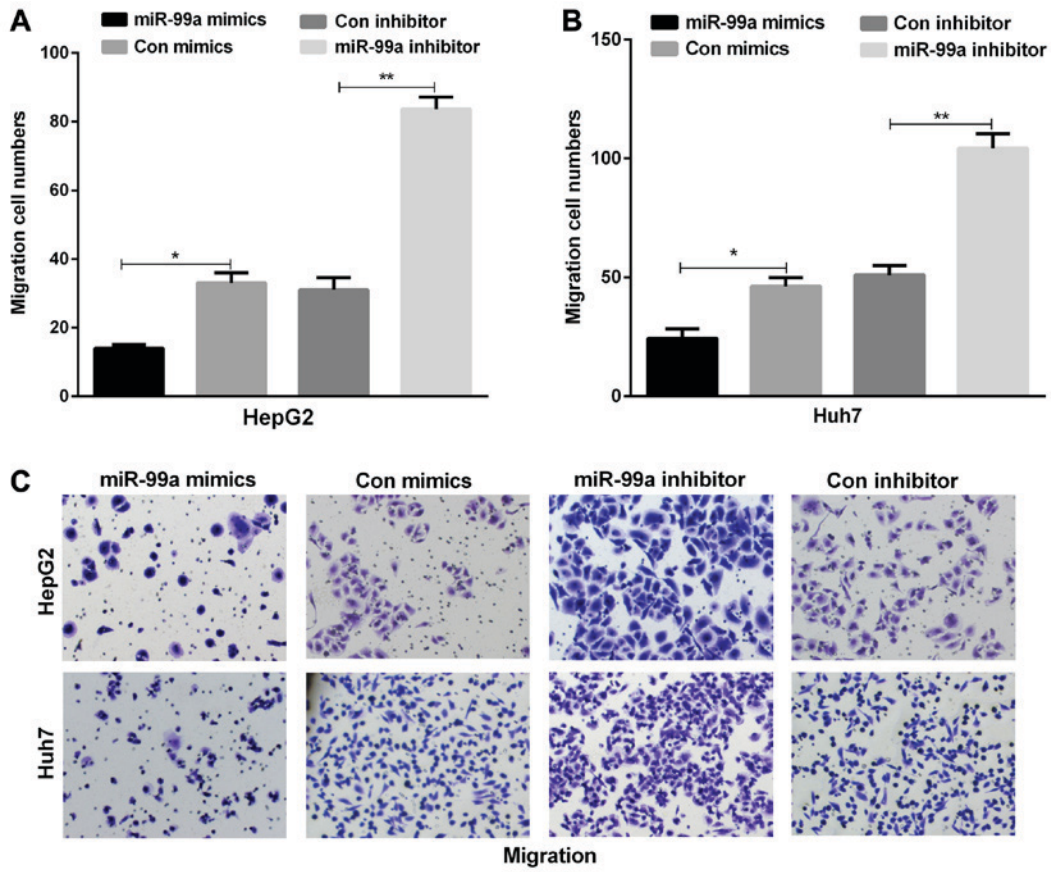 A
miR-99a mimics
Con inhibitor
Con mimics
miR-99a inhibitor
Migration cell numbers
100
80
60
40
20
0
*
**
HepG2
B
miR-99a mimics
Con inhibitor
Con mimics
miR-99a inhibitor
Migration cell numbers
150
100
50
0
*
**
Huh7
C
miR-99a mimics Con mimics miR-99a inhibitor Con inhibitor
HepG2
Huh7
Migration